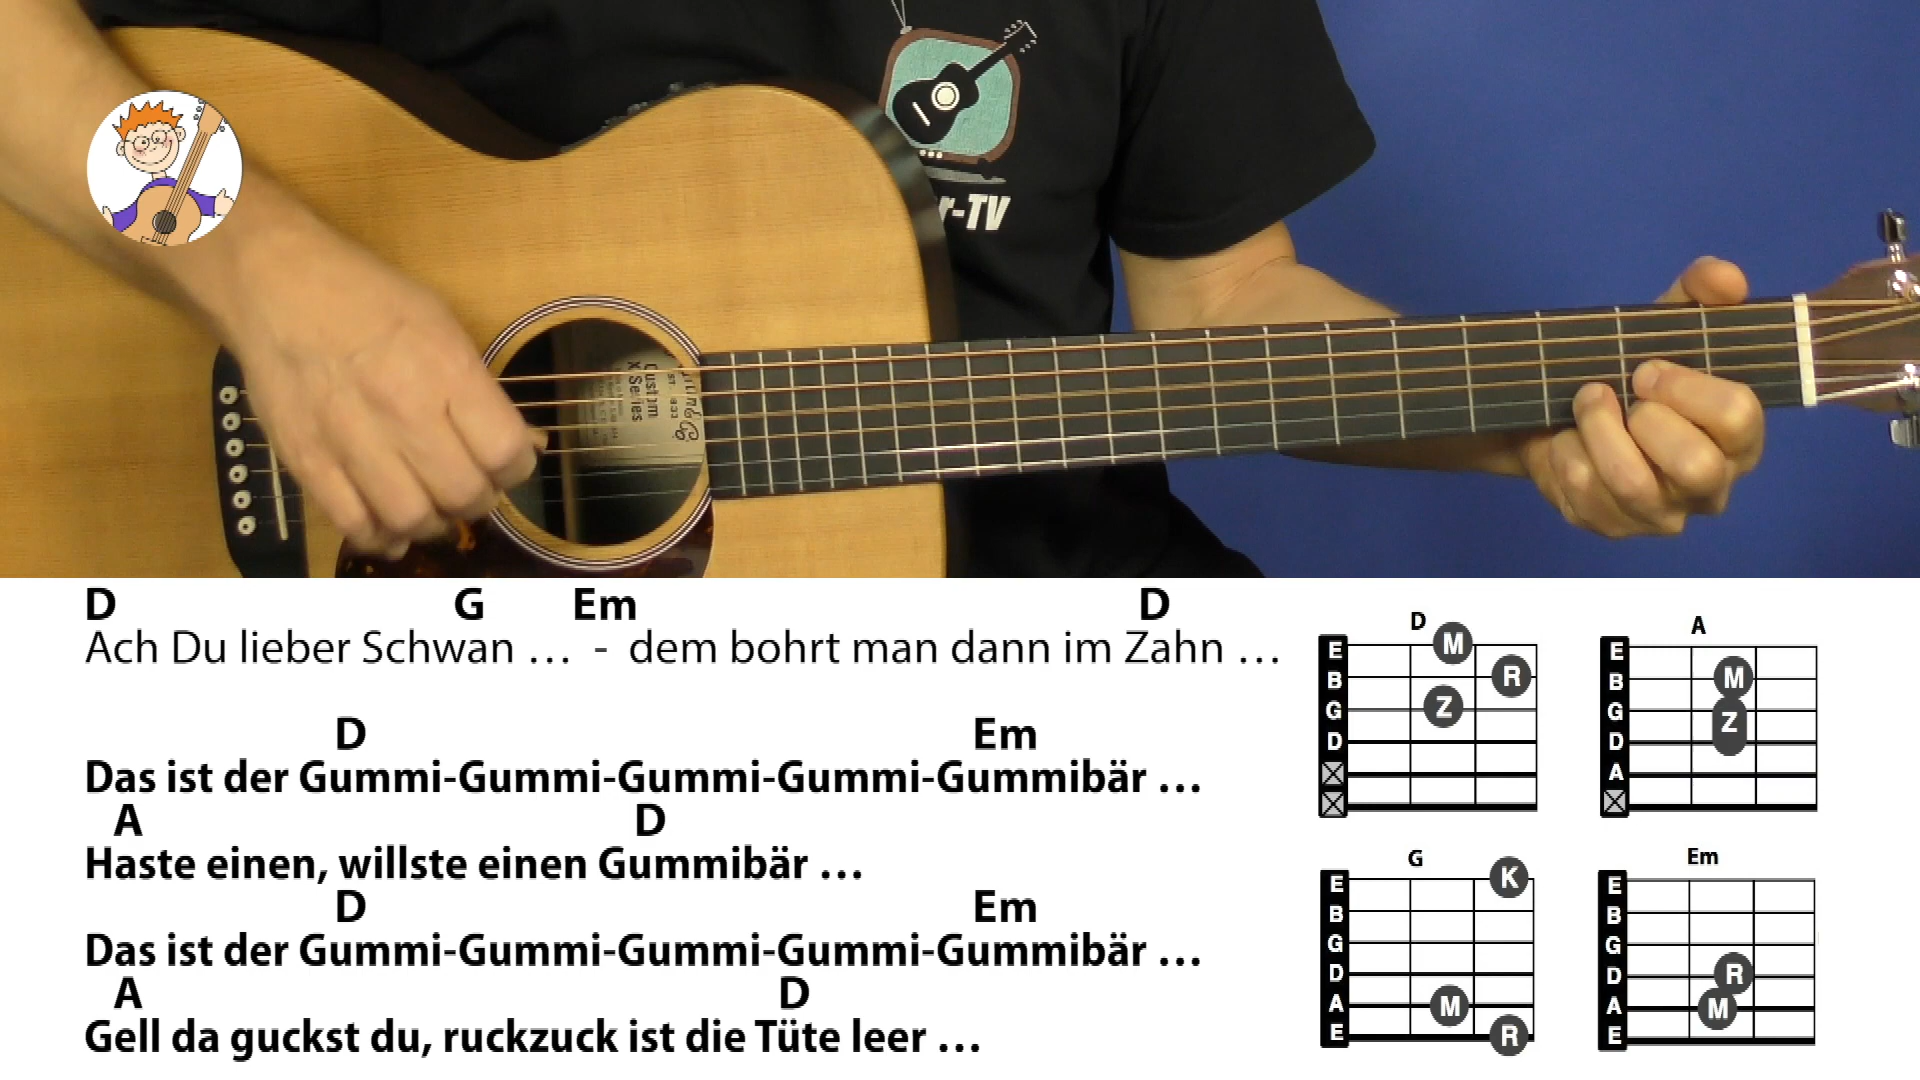 r-TV
Custom
X Series
D G Em D
Ach Du lieber Schwan … - dem bohrt man dann im Zahn …
D Em
Das ist der Gummi-Gummi-Gummi-Gummi-Gummibär …
A D
Haste einen, willste einen Gummibär …
D Em
Das ist der Gummi-Gummi-Gummi-Gummi-Gummibär …
A D
Gell da guckst du, ruckzuck ist die Tüte leer …
D
E M
B R
G Z
D
A
E M
B Z
G
D
A
G
E K
B
G
D
A M
E R
Em
E
B
G
D R
A M
E